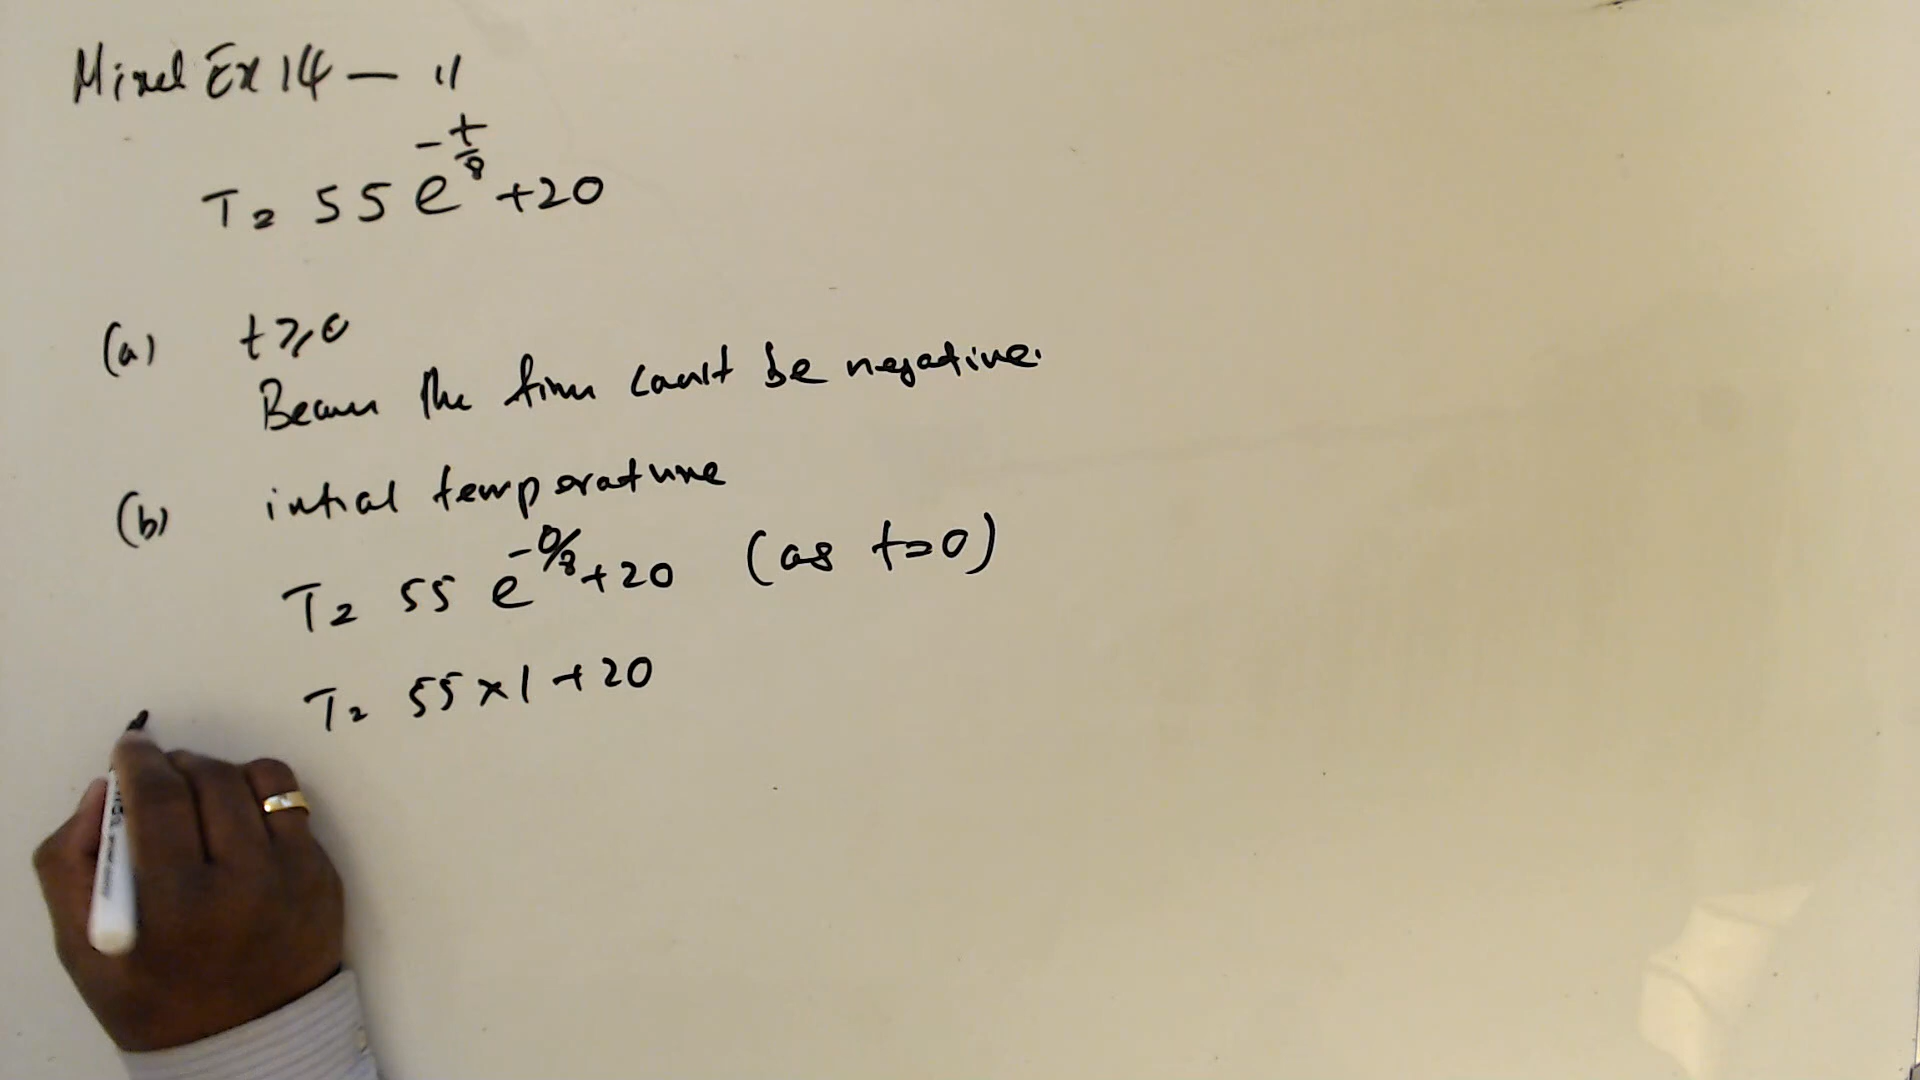 Mixed Ex 14 — 11
T = 55 e^{-t/8} + 20
(a) t ⩾ 0
Because the time can't be negative.
(b) intial temperature
T = 55 e^{-0/8} + 20 (as t=0)
T = 55 × 1 + 20